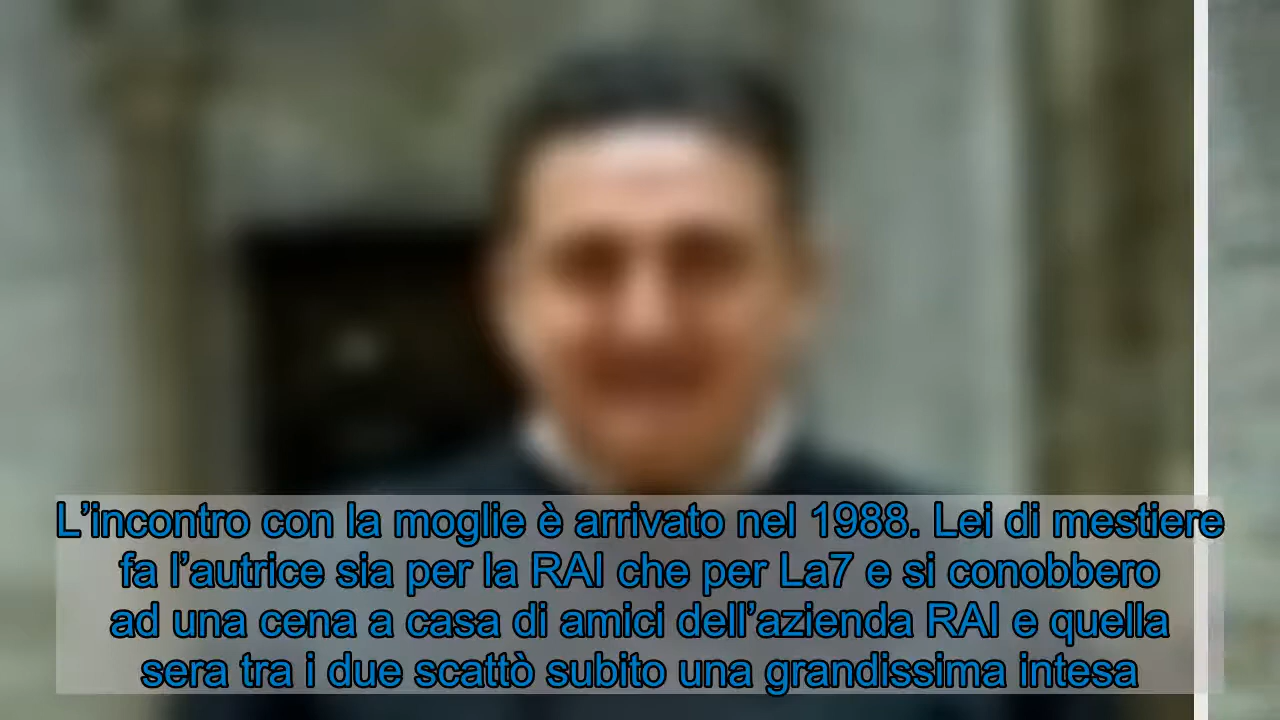 L’incontro con la moglie è arrivato nel 1988. Lei di mestiere
fa l’autrice sia per la RAI che per La7 e si conobbero
ad una cena a casa di amici dell’azienda RAI e quella
sera tra i due scattò subito una grandissima intesa